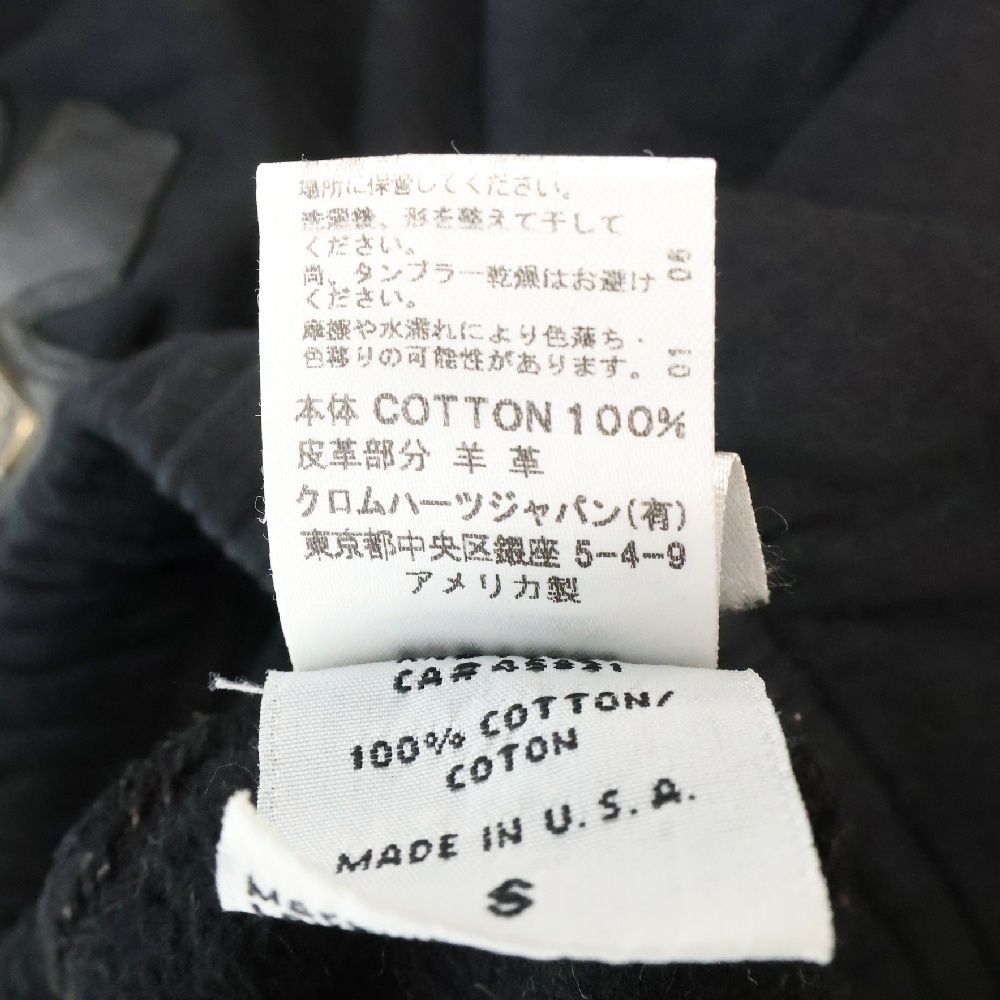 場所に保管してください。
洗濯後、形を整えて干して
ください。
尚、タンブラー乾燥はお避け
ください。
摩擦や水濡れにより色落ち・
色移りの可能性があります。
06
01
本体 COTTON 100%
皮革部分 羊革
クロムハーツジャパン(有)
東京都中央区銀座 5-4-9
アメリカ製
100% COTTON/
COTON
MADE IN U.S.A.
S